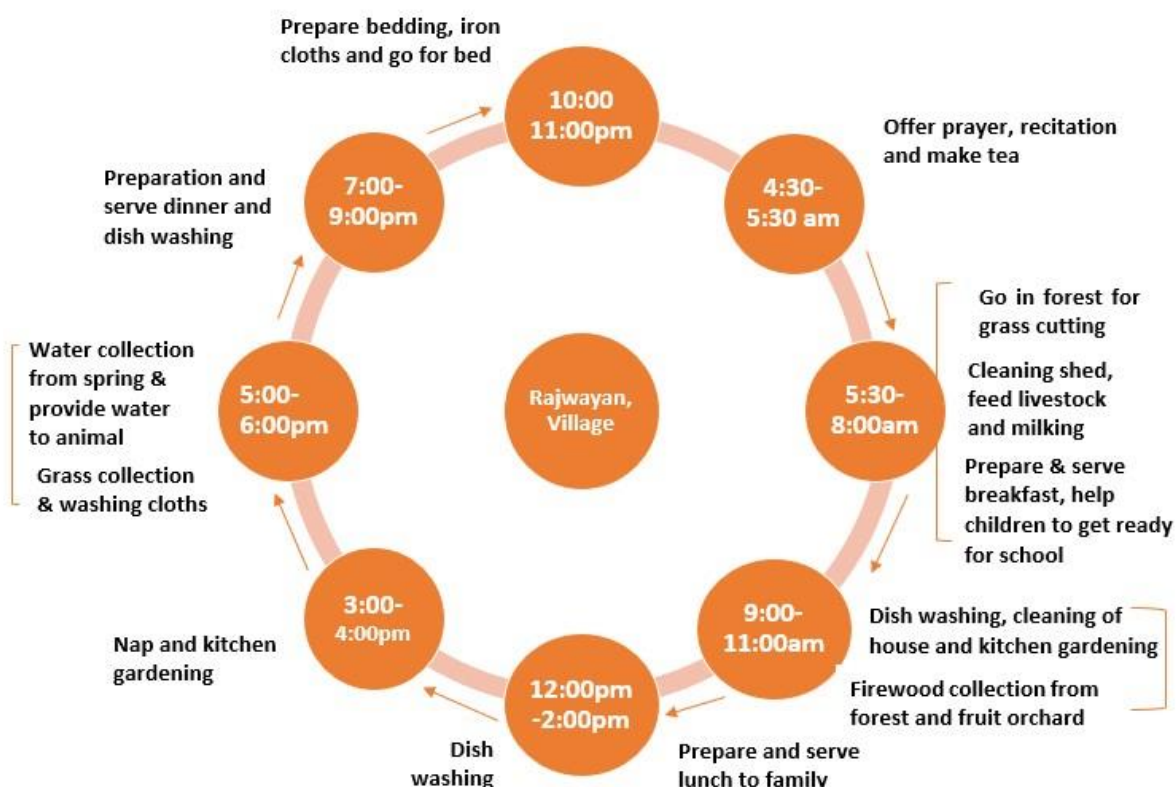 Prepare bedding, iron
cloths and go for bed
10:00
11:00pm
Offer prayer, recitation
and make tea
4:30-
5:30 am
Go in forest for
grass cutting
Cleaning shed,
feed livestock
and milking
Prepare & serve
breakfast, help
children to get ready
for school
5:30-
8:00am
Dish washing, cleaning of
house and kitchen gardening
Firewood collection from
forest and fruit orchard
9:00-
11:00am
Prepare and serve
lunch to family
Dish
washing
12:00pm
-2:00pm
Nap and kitchen
gardening
3:00-
4:00pm
Water collection
from spring &
provide water
to animal
Grass collection
& washing cloths
5:00-
6:00pm
Preparation and
serve dinner and
dish washing
7:00-
9:00pm
Rajwayan,
Village